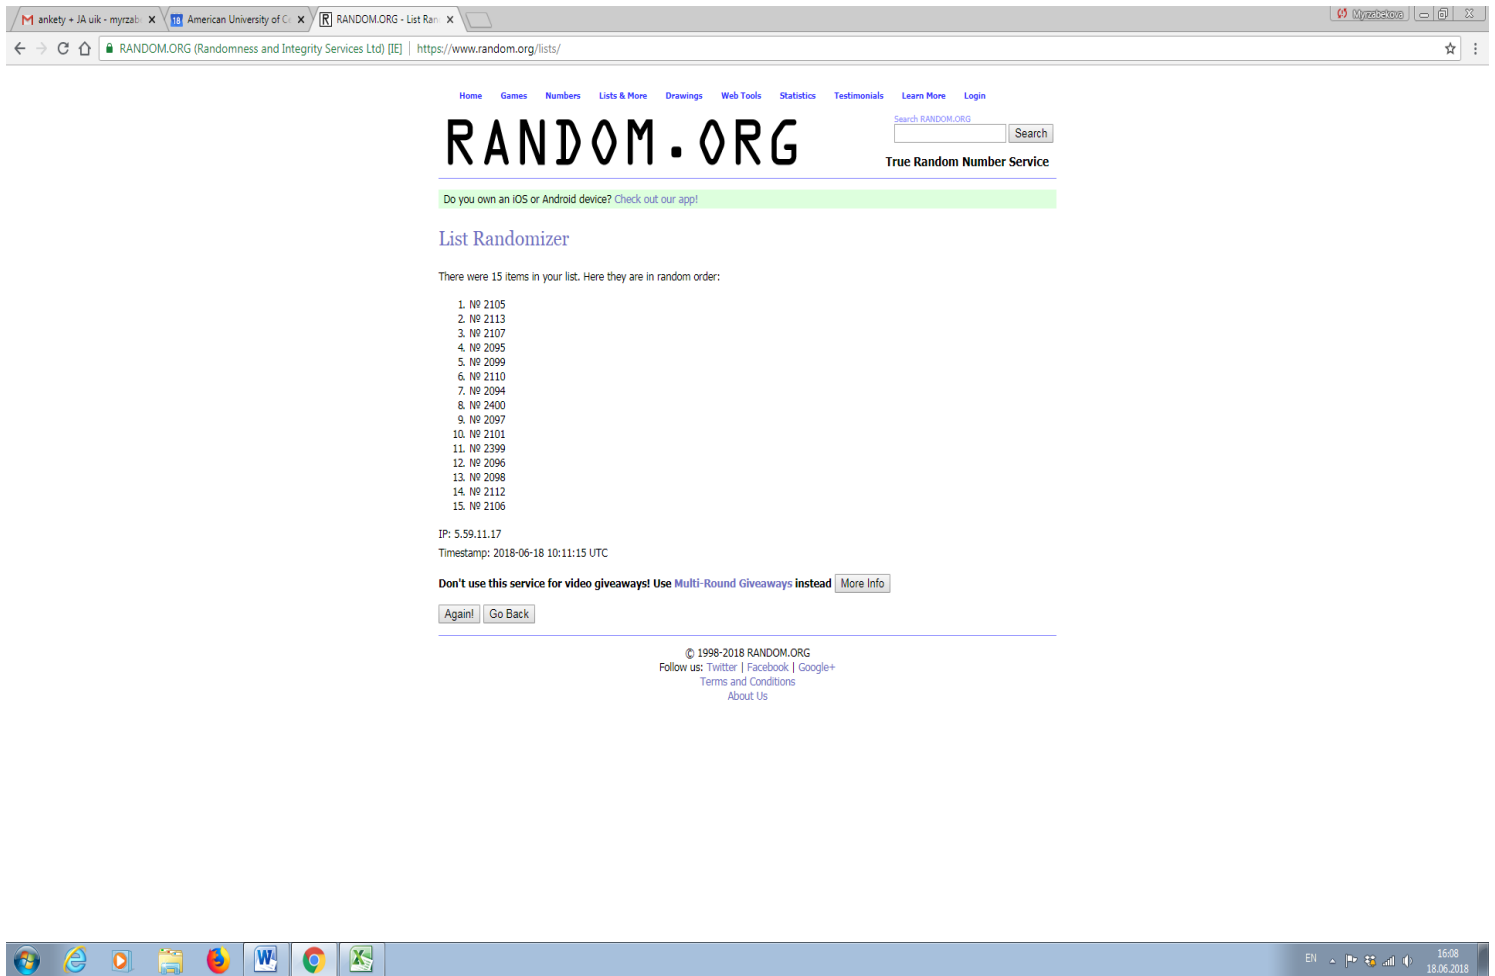 ankety + JA uik - myrzab
American University of C
RANDOM.ORG - List Ran
Myrzabekova
RANDOM.ORG (Randomness and Integrity Services Ltd) [IE] | https://www.random.org/lists/
Home Games Numbers Lists & More Drawings Web Tools Statistics Testimonials Learn More Login
RANDOM.ORG
Search RANDOM.ORG
Search
True Random Number Service
Do you own an iOS or Android device? Check out our app!
List Randomizer
There were 15 items in your list. Here they are in random order:
1. № 2105
2. № 2113
3. № 2107
4. № 2095
5. № 2099
6. № 2110
7. № 2094
8. № 2400
9. № 2097
10. № 2101
11. № 2399
12. № 2096
13. № 2098
14. № 2112
15. № 2106
IP: 5.59.11.17
Timestamp: 2018-06-18 10:11:15 UTC
Don't use this service for video giveaways! Use Multi-Round Giveaways instead More Info
Again! Go Back
© 1998-2018 RANDOM.ORG
Follow us: Twitter | Facebook | Google+
Terms and Conditions
About Us
EN
16:08
18.06.2018